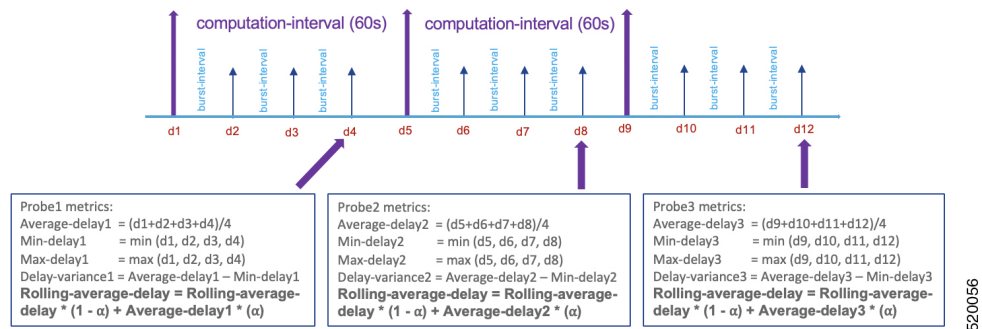 computation-interval (60s)
computation-interval (60s)
burst-interval
burst-interval
burst-interval
burst-interval
burst-interval
burst-interval
burst-interval
burst-interval
burst-interval
d1
d2
d3
d4
d5
d6
d7
d8
d9
d10
d11
d12
Probe1 metrics:
Average-delay1 = (d1+d2+d3+d4)/4
Min-delay1 = min (d1, d2, d3, d4)
Max-delay1 = max (d1, d2, d3, d4)
Delay-variance1 = Average-delay1 – Min-delay1
Rolling-average-delay = Rolling-average-
delay * (1 - α) + Average-delay1 * (α)
Probe2 metrics:
Average-delay2 = (d5+d6+d7+d8)/4
Min-delay2 = min (d5, d6, d7, d8)
Max-delay2 = max (d5, d6, d7, d8)
Delay-variance2 = Average-delay2 – Min-delay2
Rolling-average-delay = Rolling-average-
delay * (1 - α) + Average-delay2 * (α)
Probe3 metrics:
Average-delay3 = (d9+d10+d11+d12)/4
Min-delay3 = min (d9, d10, d11, d12)
Max-delay3 = max (d9, d10, d11, d12)
Delay-variance3 = Average-delay3 – Min-delay3
Rolling-average-delay = Rolling-average-
delay * (1 - α) + Average-delay3 * (α)
520056